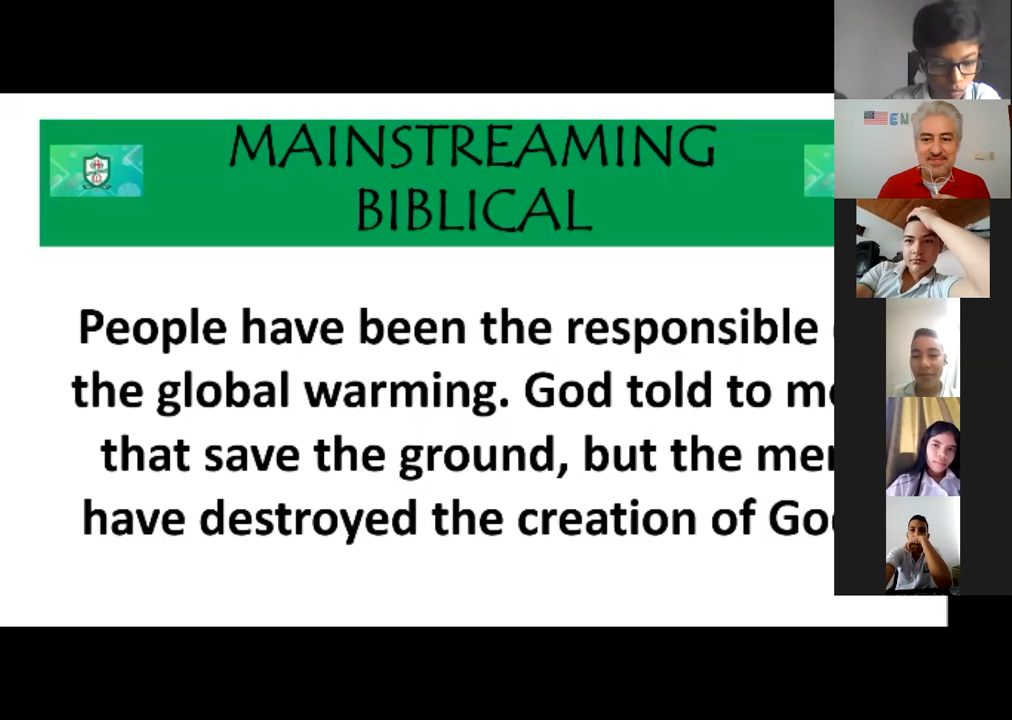 MAINSTREAMING
BIBLICAL
People have been the responsible
the global warming. God told to
that save the ground, but the
have destroyed the creation of
EN